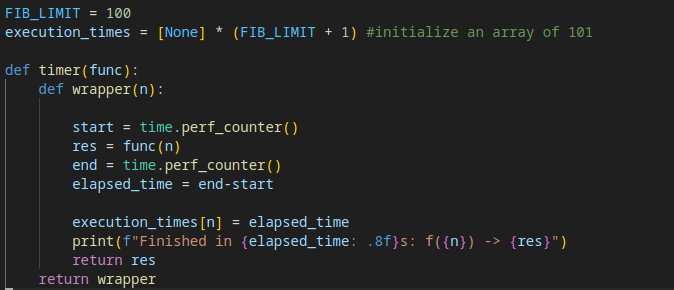 FIB_LIMIT = 100
execution_times = [None] * (FIB_LIMIT + 1) #initialize an array of 101
def timer(func):
    def wrapper(n):
        start = time.perf_counter()
        res = func(n)
        end = time.perf_counter()
        elapsed_time = end-start
        execution_times[n] = elapsed_time
        print(f"Finished in {elapsed_time: .8f}s: f({n}) -> {res}")
        return res
    return wrapper